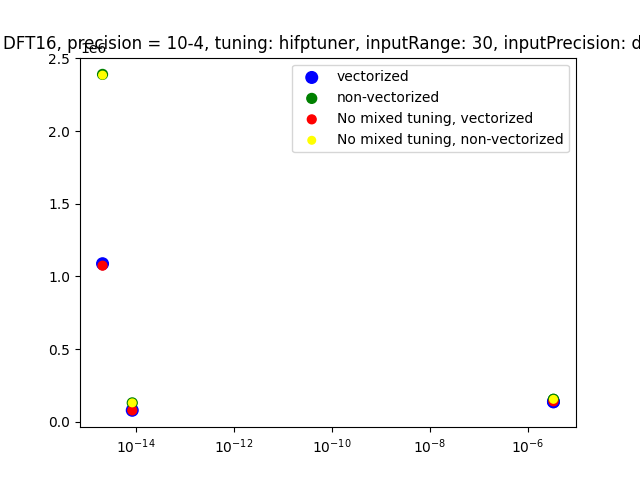 DFT16, precision = 10-4, tuning: hifptuner, inputRange: 30, inputPrecision: d
1e6
2.5
2.0
1.5
1.0
0.5
0.0
vectorized
non-vectorized
No mixed tuning, vectorized
No mixed tuning, non-vectorized
10⁻¹⁴ 10⁻¹² 10⁻¹⁰ 10⁻⁸ 10⁻⁶